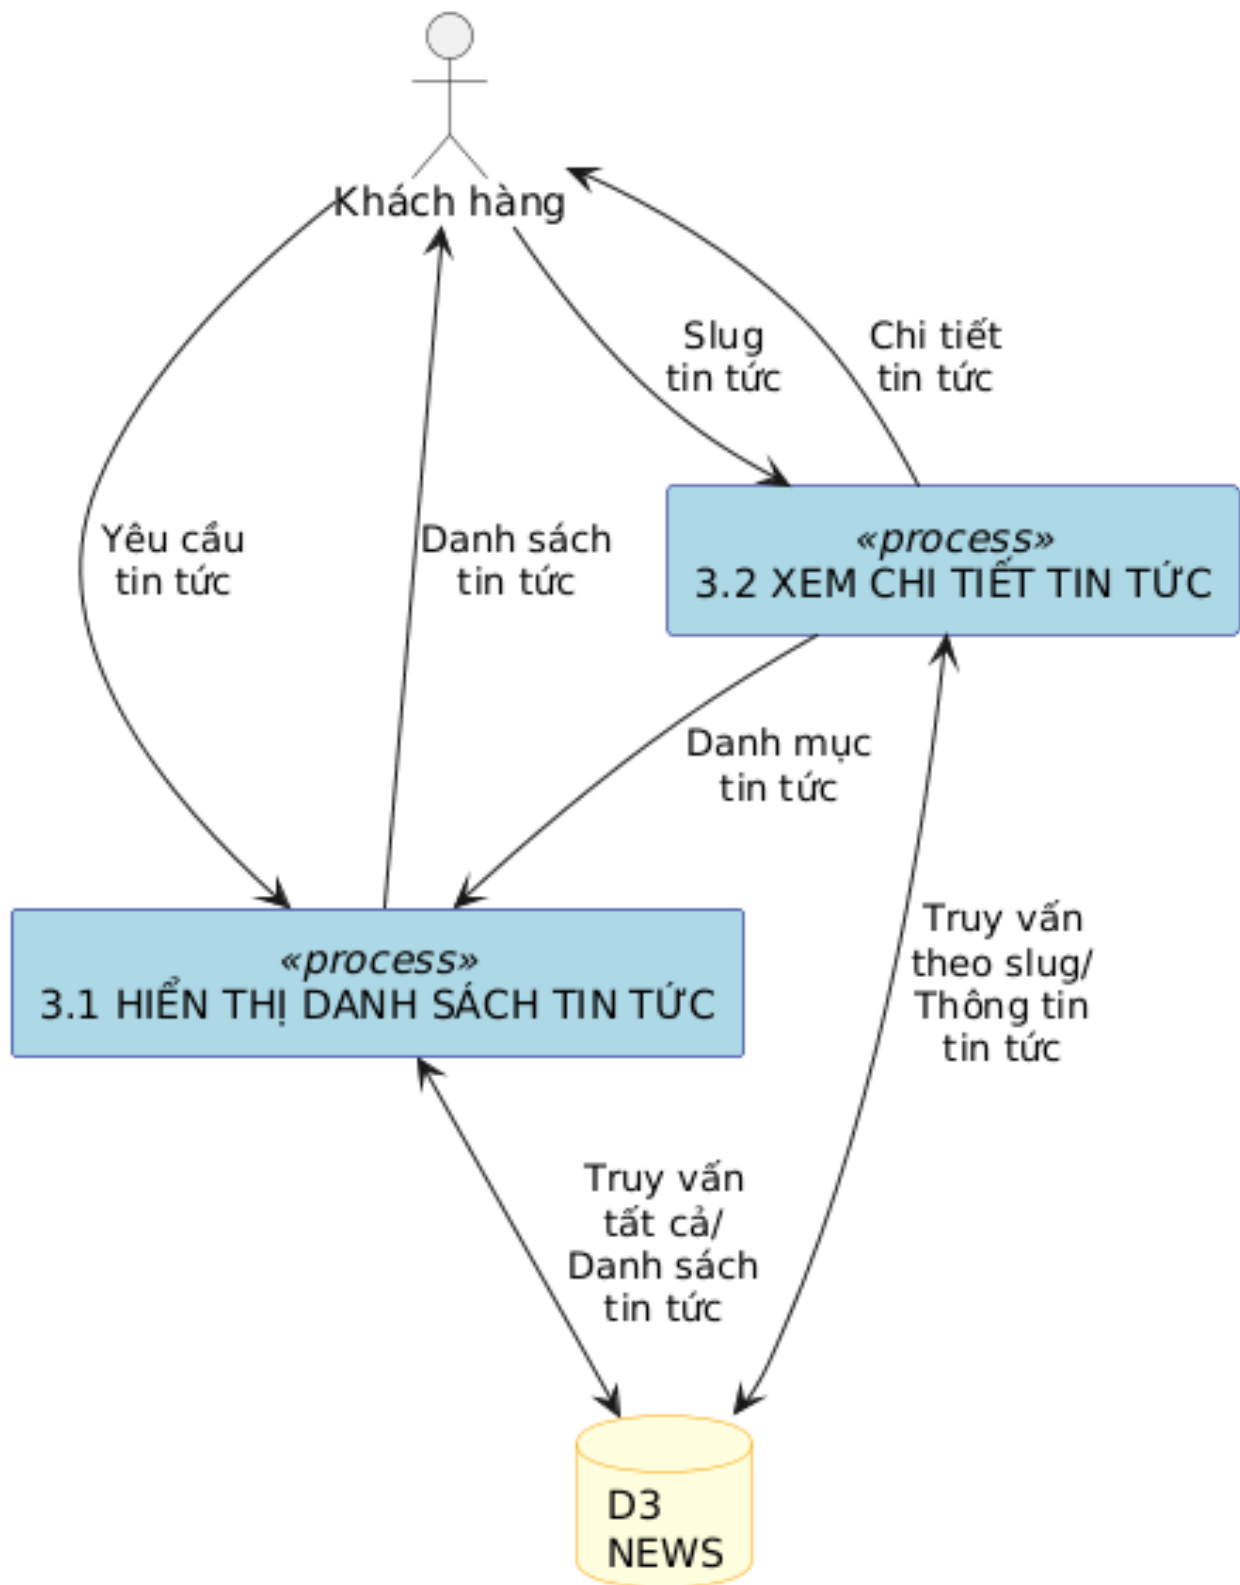 Khách hàng
Slug
tin tức
Chi tiết
tin tức
Yêu cầu
tin tức
Danh sách
tin tức
«process»
3.2 XEM CHI TIẾT TIN TỨC
Danh mục
tin tức
«process»
3.1 HIỂN THỊ DANH SÁCH TIN TỨC
Truy vấn
theo slug/
Thông tin
tin tức
Truy vấn
tất cả/
Danh sách
tin tức
D3
NEWS